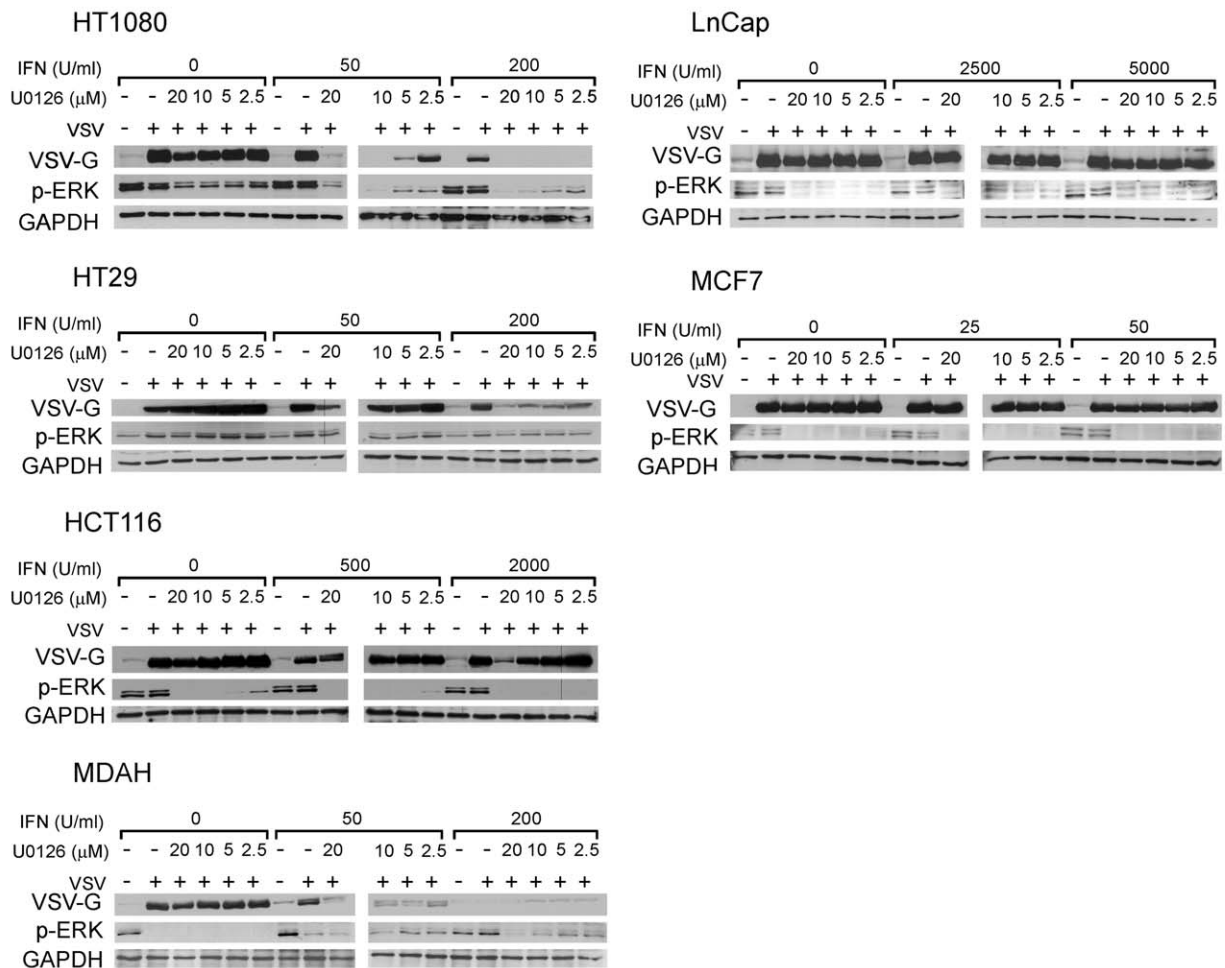 HT1080
IFN (U/ml) 0 50 200
U0126 (μM) - - 20 10 5 2.5 - - 20 10 5 2.5 - - 20 10 5 2.5
VSV - + + + + + - + + + + + - + + + + +
VSV-G
p-ERK
GAPDH
HT29
IFN (U/ml) 0 50 200
U0126 (μM) - - 20 10 5 2.5 - - 20 10 5 2.5 - - 20 10 5 2.5
VSV - + + + + + - + + + + + - + + + + +
VSV-G
p-ERK
GAPDH
HCT116
IFN (U/ml) 0 500 2000
U0126 (μM) - - 20 10 5 2.5 - - 20 10 5 2.5 - - 20 10 5 2.5
VSV - + + + + + - + + + + + - + + + + +
VSV-G
p-ERK
GAPDH
MDAH
IFN (U/ml) 0 50 200
U0126 (μM) - - 20 10 5 2.5 - - 20 10 5 2.5 - - 20 10 5 2.5
VSV - + + + + + - + + + + + - + + + + +
VSV-G
p-ERK
GAPDH
LnCap
IFN (U/ml) 0 2500 5000
U0126 (μM) - - 20 10 5 2.5 - - 20 10 5 2.5 - - 20 10 5 2.5
VSV - + + + + + - + + + + + - + + + + +
VSV-G
p-ERK
GAPDH
MCF7
IFN (U/ml) 0 25 50
U0126 (μM) - - 20 10 5 2.5 - - 20 10 5 2.5 - - 20 10 5 2.5
VSV - + + + + + - + + + + + - + + + + +
VSV-G
p-ERK
GAPDH